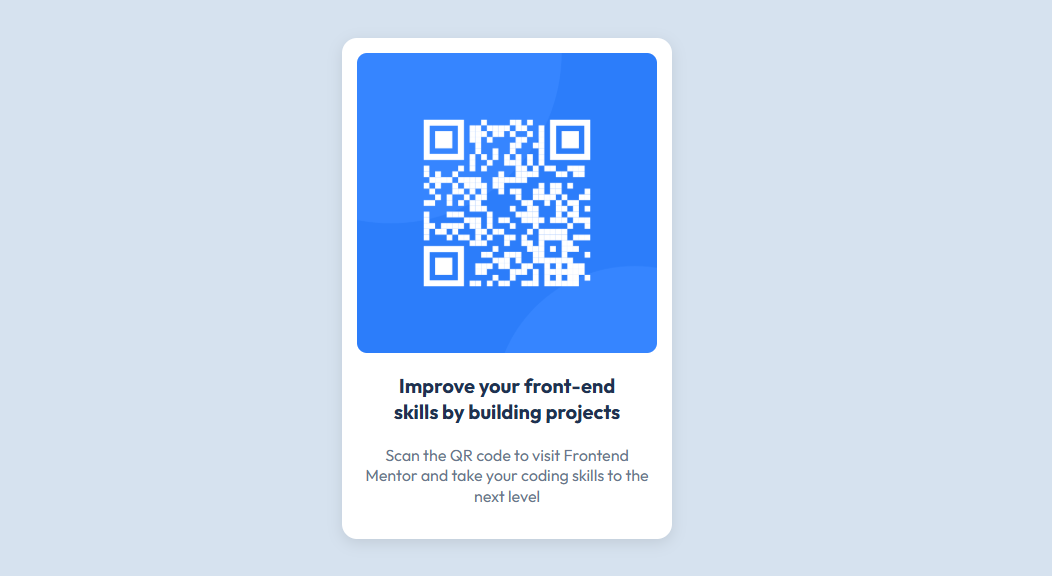 Improve your front-end
skills by building projects
Scan the QR code to visit Frontend
Mentor and take your coding skills to the
next level